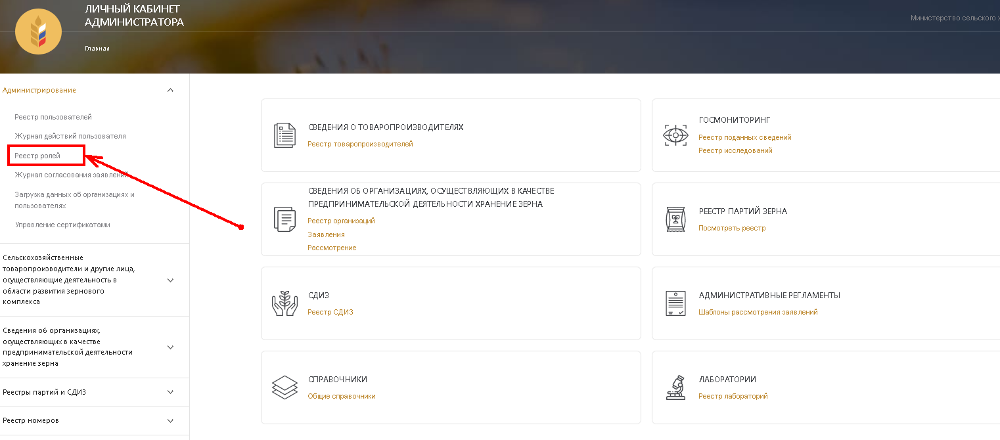 ЛИЧНЫЙ КАБИНЕТ
АДМИНИСТРАТОРА
Министерство сельского
Главная
Администрирование
Реестр пользователей
Журнал действий пользователя
Реестр ролей
Журнал согласования заявлений
Загрузка данных об организациях и
пользователях
Управление сертификатами
Сельскохозяйственные
товаропроизводители и другие лица,
осуществляющие деятельность в
области развития зернового
комплекса
Сведения об организациях,
осуществляющих в качестве
предпринимательской деятельности
хранение зерна
Реестры партий и СДИЗ
Реестр номеров
СВЕДЕНИЯ О ТОВАРОПРОИЗВОДИТЕЛЯХ
Реестр товаропроизводителей
ГОСМОНИТОРИНГ
Реестр поданных сведений
Реестр исследований
СВЕДЕНИЯ ОБ ОРГАНИЗАЦИЯХ, ОСУЩЕСТВЛЯЮЩИХ В КАЧЕСТВЕ
ПРЕДПРИНИМАТЕЛЬСКОЙ ДЕЯТЕЛЬНОСТИ ХРАНЕНИЕ ЗЕРНА
Реестр организаций
Заявления
Рассмотрение
РЕЕСТР ПАРТИЙ ЗЕРНА
Посмотреть реестр
СДИЗ
Реестр СДИЗ
АДМИНИСТРАТИВНЫЕ РЕГЛАМЕНТЫ
Шаблоны рассмотрения заявлений
СПРАВОЧНИКИ
Общие справочники
ЛАБОРАТОРИИ
Реестр лабораторий